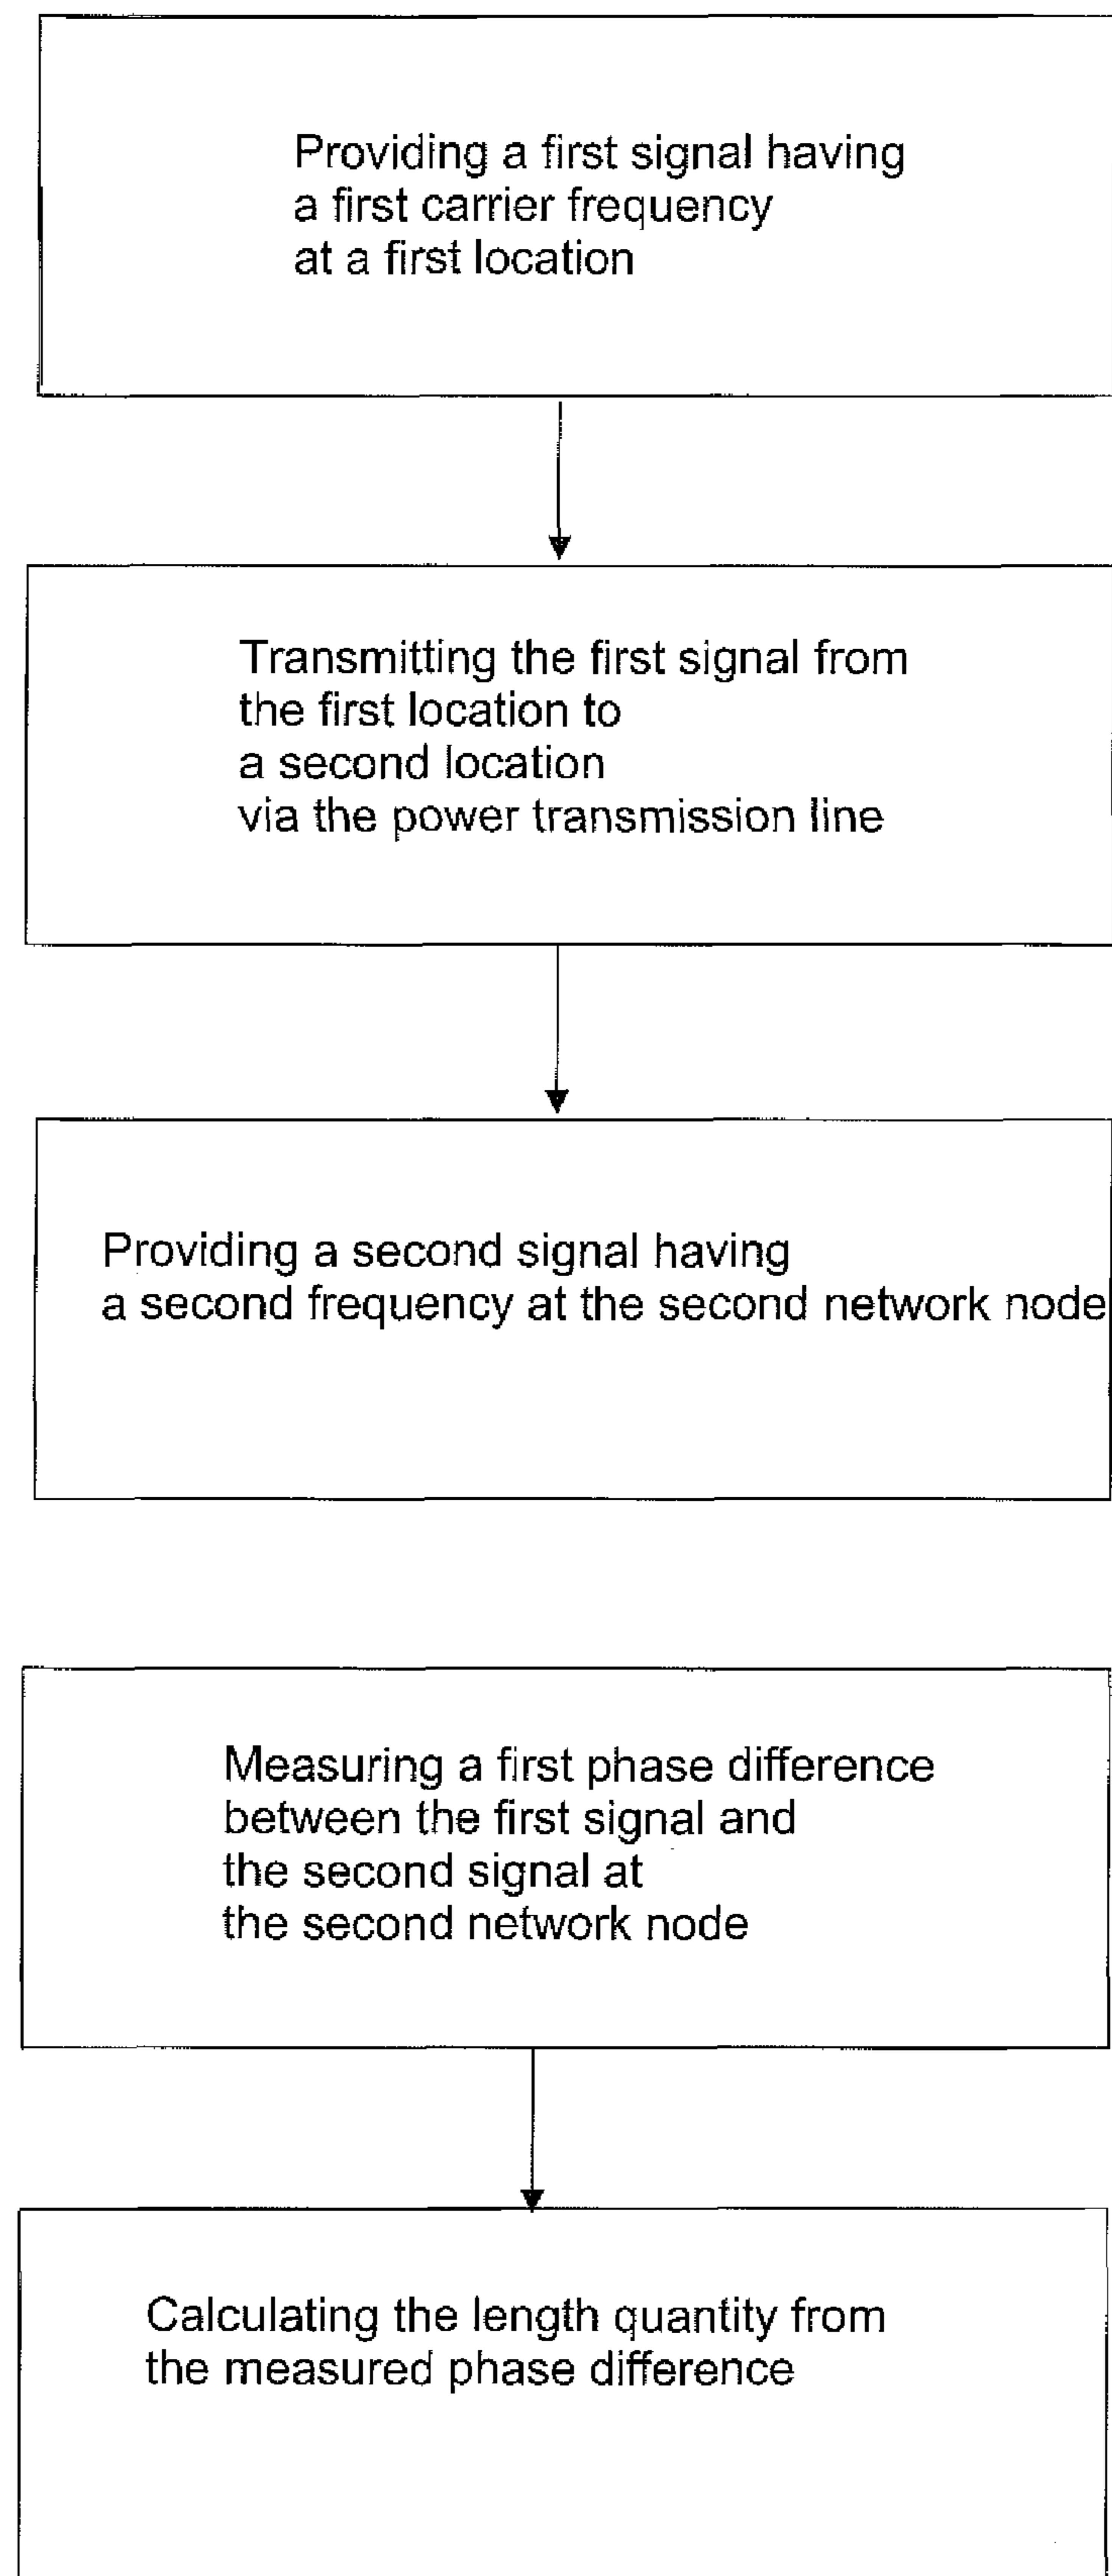 Providing a first signal having
a first carrier frequency
at a first location
Transmitting the first signal from
the first location to
a second location
via the power transmission line
Providing a second signal having
a second frequency at the second network node
Measuring a first phase difference
between the first signal and
the second signal at
the second network node
Calculating the length quantity from
the measured phase difference